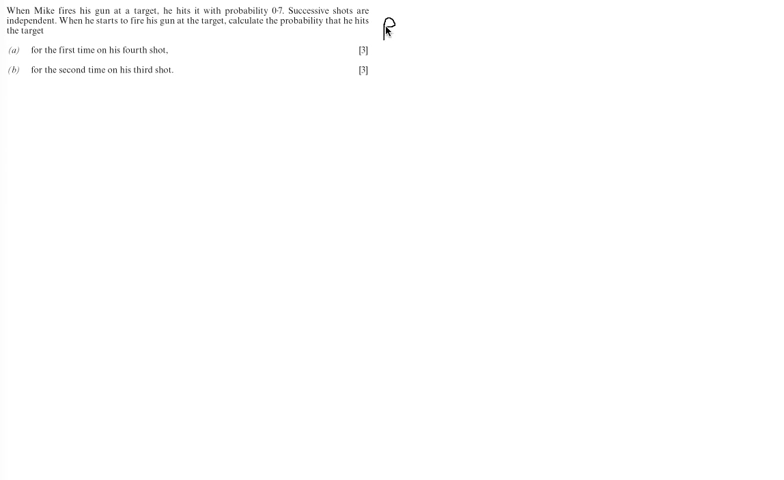 When Mike fires his gun at a target, he hits it with probability 0·7. Successive shots are
independent. When he starts to fire his gun at the target, calculate the probability that he hits
the target
(a) for the first time on his fourth shot, [3]
(b) for the second time on his third shot. [3]